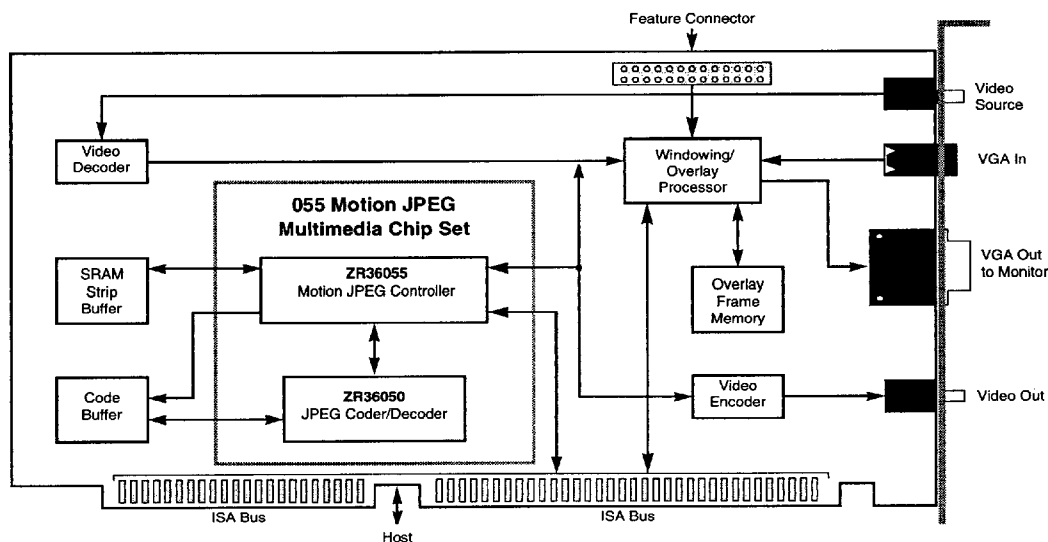 Feature Connector
Video
Source
Video
Decoder
Windowing/
Overlay
Processor
VGA In
055 Motion JPEG
Multimedia Chip Set
SRAM
Strip
Buffer
ZR36055
Motion JPEG Controller
Overlay
Frame
Memory
VGA Out
to Monitor
Code
Buffer
ZR36050
JPEG Coder/Decoder
Video
Encoder
Video Out
ISA Bus
ISA Bus
Host